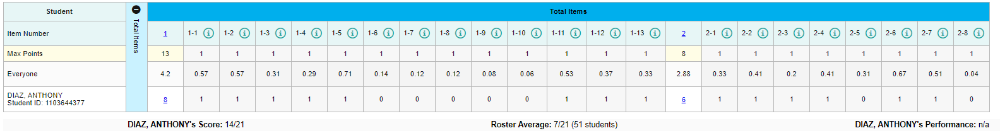 Student Total Items Total Items
Item Number 1 1-1 1-2 1-3 1-4 1-5 1-6 1-7 1-8 1-9 1-10 1-11 1-12 1-13 2 2-1 2-2 2-3 2-4 2-5 2-6 2-7 2-8
Max Points 13 1 1 1 1 1 1 1 1 1 1 1 1 1 8 1 1 1 1 1 1 1 1
Everyone 4.2 0.57 0.57 0.31 0.29 0.71 0.14 0.12 0.12 0.08 0.06 0.53 0.37 0.33 2.88 0.33 0.41 0.2 0.41 0.31 0.67 0.51 0.04
DIAZ, ANTHONY
Student ID: 1103644377 8 1 1 1 1 1 0 0 0 0 0 1 1 1 6 1 1 1 1 0 1 1 0
DIAZ, ANTHONY's Score: 14/21 Roster Average: 7/21 (51 students) DIAZ, ANTHONY's Performance: n/a